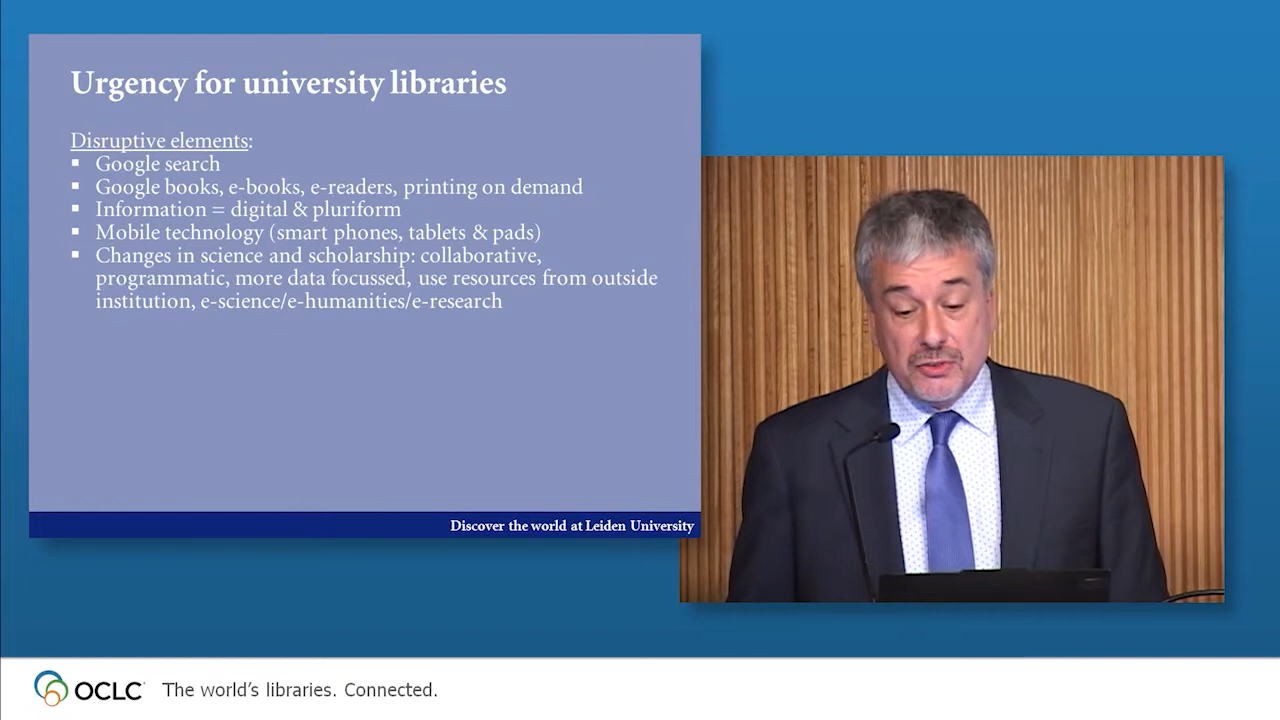 Urgency for university libraries
Disruptive elements:
▪ Google search
▪ Google books, e-books, e-readers, printing on demand
▪ Information = digital & pluriform
▪ Mobile technology (smart phones, tablets & pads)
▪ Changes in science and scholarship: collaborative,
programmatic, more data focussed, use resources from outside
institution, e-science/e-humanities/e-research
Discover the world at Leiden University
OCLC
The world's libraries. Connected.